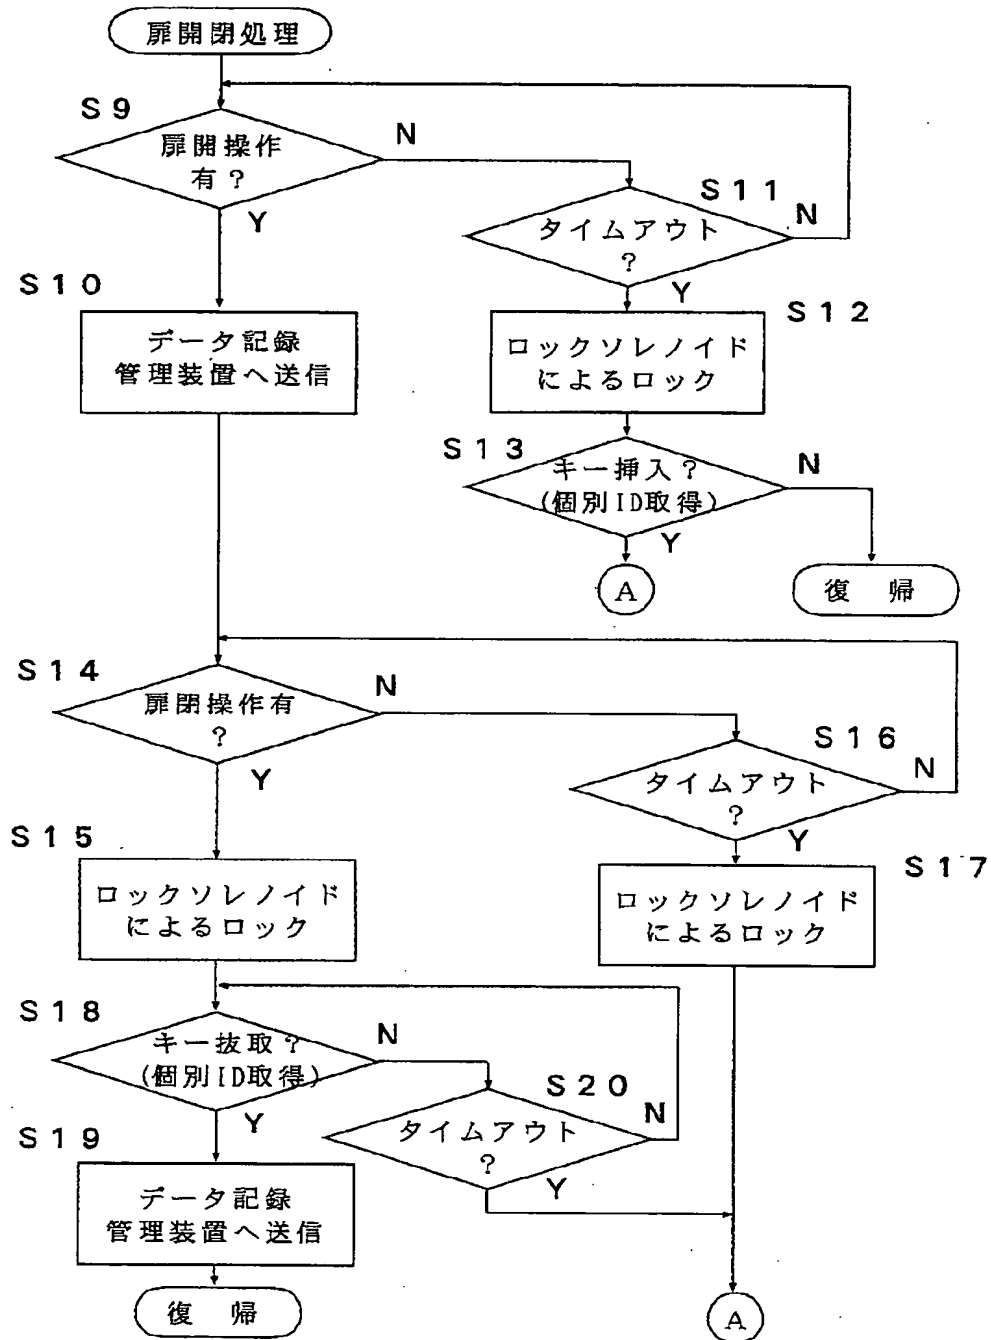 扉開閉処理
S9
扉開操作
有?
N
Y
S11
タイムアウト
?
N
Y
S10
データ記録
管理装置へ送信
S12
ロックソレノイド
によるロック
S13
キー挿入?
(個別ID取得)
N
Y
A
復 帰
S14
扉閉操作有
?
N
Y
S16
タイムアウト
?
N
Y
S15
ロックソレノイド
によるロック
S17
ロックソレノイド
によるロック
S18
キー抜取?
(個別ID取得)
N
Y
S20
タイムアウト
?
N
Y
S19
データ記録
管理装置へ送信
復 帰
A